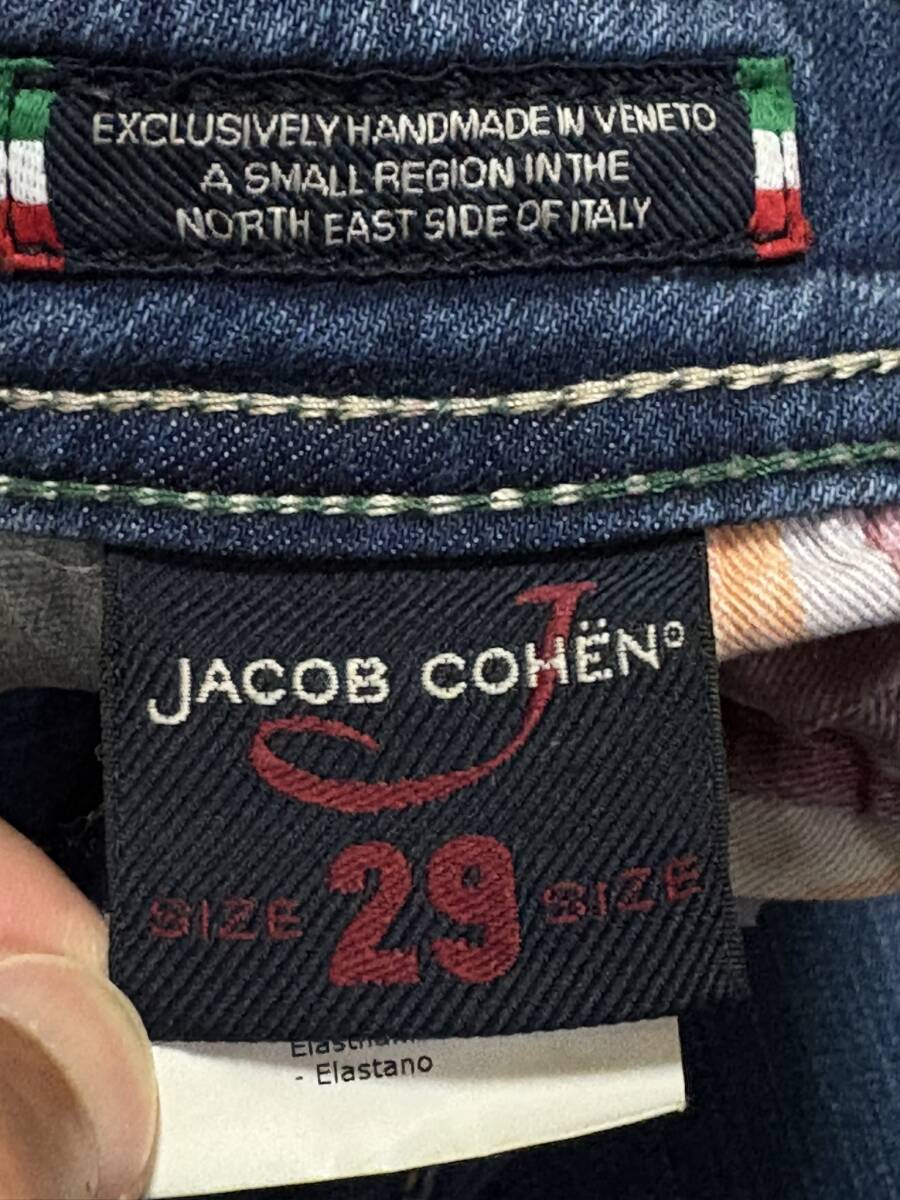 EXCLUSIVELY HANDMADE IN VENETO
A SMALL REGION IN THE
NORTH EAST SIDE OF ITALY
JACOB COHËN
J
SIZE 29 SIZE
- Elastano